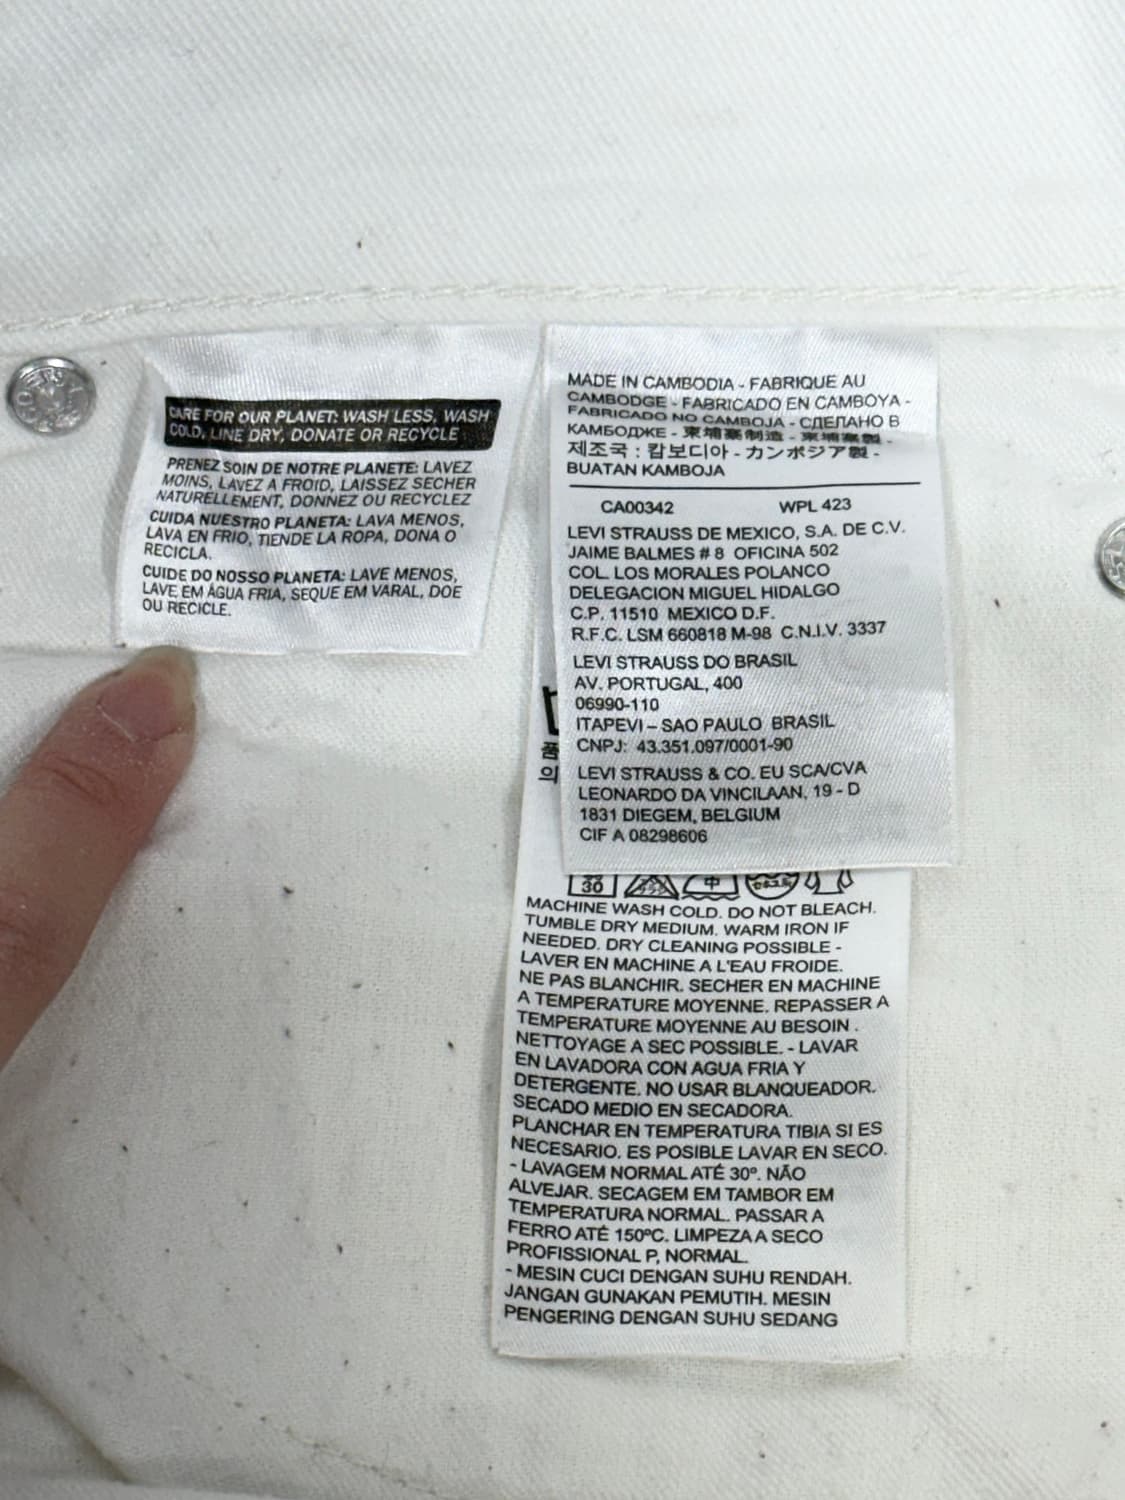 CARE FOR OUR PLANET: WASH LESS, WASH
COLD, LINE DRY, DONATE OR RECYCLE
PRENEZ SOIN DE NOTRE PLANETE: LAVEZ
MOINS, LAVEZ A FROID, LAISSEZ SECHER
NATURELLEMENT, DONNEZ OU RECYCLEZ
CUIDA NUESTRO PLANETA: LAVA MENOS,
LAVA EN FRIO, TIENDE LA ROPA, DONA O
RECICLA.
CUIDE DO NOSSO PLANETA: LAVE MENOS,
LAVE EM ÁGUA FRIA, SEQUE EM VARAL, DOE
OU RECICLE.
MADE IN CAMBODIA - FABRIQUE AU
CAMBODGE - FABRICADO EN CAMBOYA -
FABRICADO NO CAMBOJA - СДЕЛАНО В
КАМБОДЖЕ - 柬埔寨制造 - 柬埔寨製 -
제조국 : 캄보디아 - カンボジア製 -
BUATAN KAMBOJA
CA00342 WPL 423
LEVI STRAUSS DE MEXICO, S.A. DE C.V.
JAIME BALMES # 8 OFICINA 502
COL. LOS MORALES POLANCO
DELEGACION MIGUEL HIDALGO
C.P. 11510 MEXICO D.F.
R.F.C. LSM 660818 M-98 C.N.I.V. 3337
LEVI STRAUSS DO BRASIL
AV. PORTUGAL, 400
06990-110
ITAPEVI – SAO PAULO BRASIL
CNPJ: 43.351.097/0001-90
LEVI STRAUSS & CO. EU SCA/CVA
LEONARDO DA VINCILAAN, 19 - D
1831 DIEGEM, BELGIUM
CIF A 08298606
품
의
30 中
MACHINE WASH COLD. DO NOT BLEACH.
TUMBLE DRY MEDIUM. WARM IRON IF
NEEDED. DRY CLEANING POSSIBLE -
LAVER EN MACHINE A L'EAU FROIDE.
NE PAS BLANCHIR. SECHER EN MACHINE
A TEMPERATURE MOYENNE. REPASSER A
TEMPERATURE MOYENNE AU BESOIN .
NETTOYAGE A SEC POSSIBLE. - LAVAR
EN LAVADORA CON AGUA FRIA Y
DETERGENTE. NO USAR BLANQUEADOR.
SECADO MEDIO EN SECADORA.
PLANCHAR EN TEMPERATURA TIBIA SI ES
NECESARIO. ES POSIBLE LAVAR EN SECO.
- LAVAGEM NORMAL ATÉ 30º. NÃO
ALVEJAR. SECAGEM EM TAMBOR EM
TEMPERATURA NORMAL. PASSAR A
FERRO ATÉ 150ºC. LIMPEZA A SECO
PROFISSIONAL P, NORMAL.
- MESIN CUCI DENGAN SUHU RENDAH.
JANGAN GUNAKAN PEMUTIH. MESIN
PENGERING DENGAN SUHU SEDANG